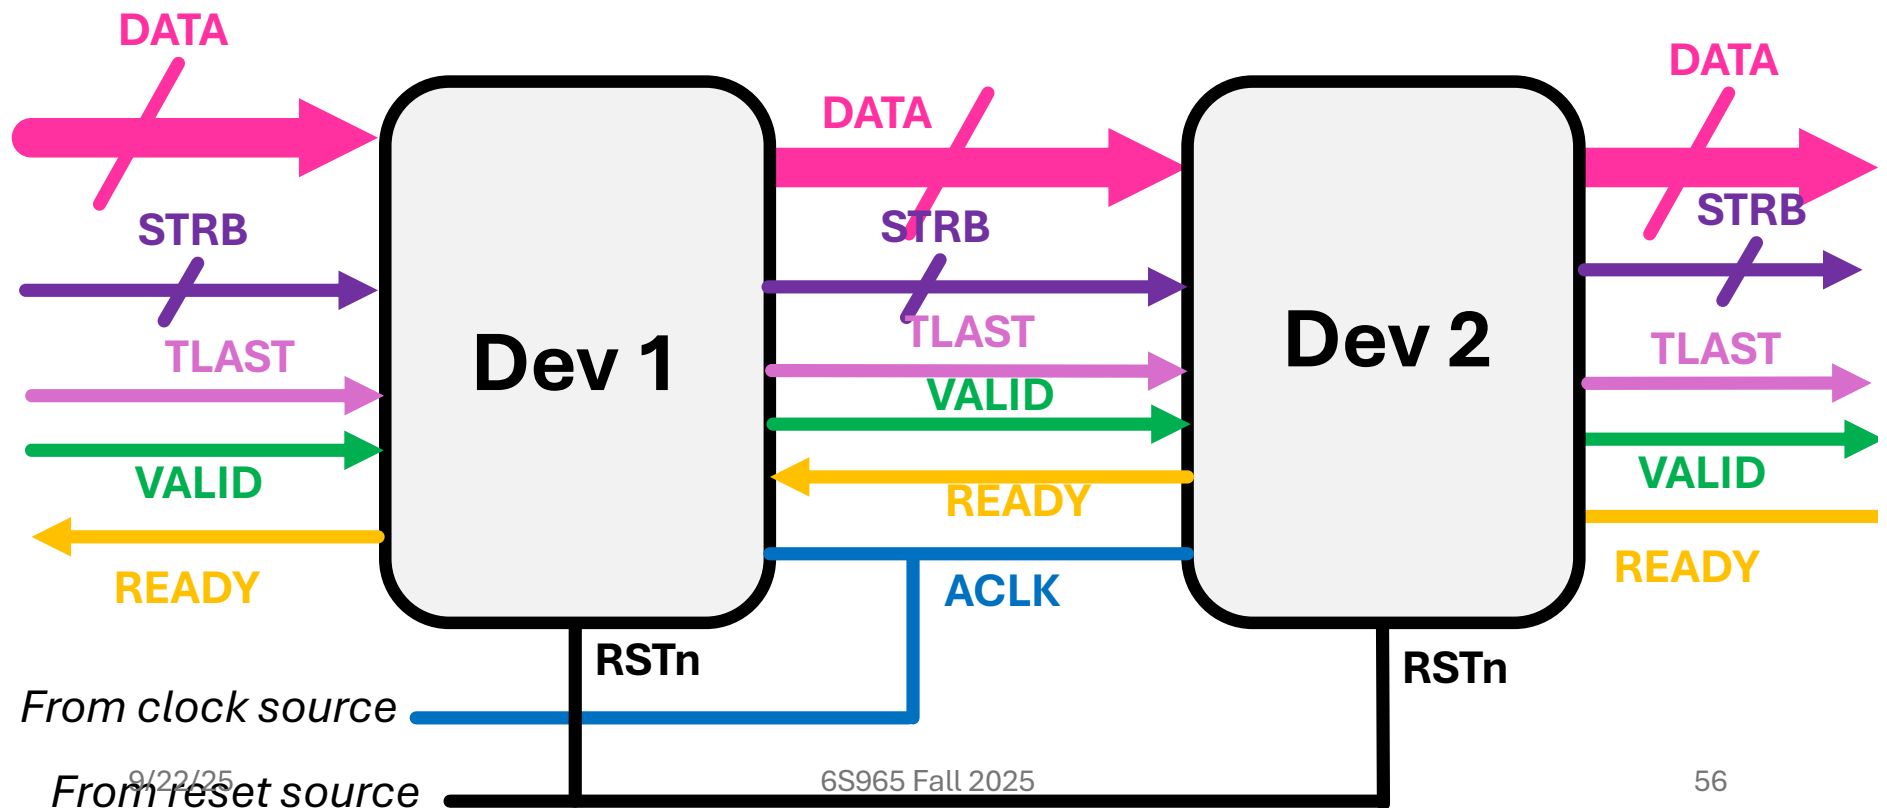 DATA
DATA
DATA
STRB
STRB
STRB
TLAST
TLAST
TLAST
Dev 1
Dev 2
VALID
VALID
VALID
READY
READY
READY
ACLK
RSTn
RSTn
From clock source
From reset source
9/22/25
6S965 Fall 2025
56